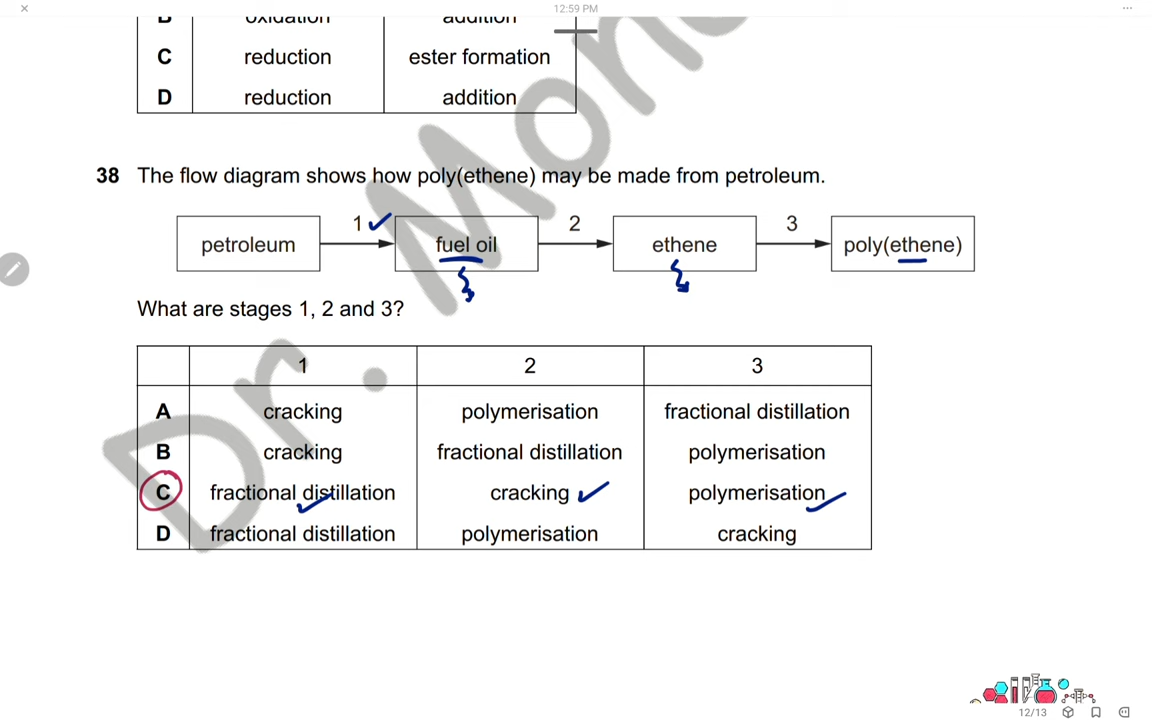 12:59 PM
B oxidation addition
C reduction ester formation
D reduction addition
38 The flow diagram shows how poly(ethene) may be made from petroleum.
1 2 3
petroleum fuel oil ethene poly(ethene)
What are stages 1, 2 and 3?
1 2 3
A cracking polymerisation fractional distillation
B cracking fractional distillation polymerisation
C fractional distillation cracking polymerisation
D fractional distillation polymerisation cracking
Dr. Mon
12/13